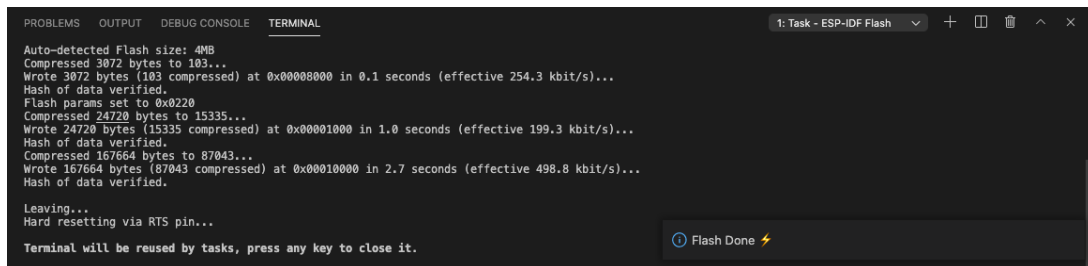 PROBLEMS OUTPUT DEBUG CONSOLE TERMINAL 1: Task - ESP-IDF Flash
Auto-detected Flash size: 4MB
Compressed 3072 bytes to 103...
Wrote 3072 bytes (103 compressed) at 0x00008000 in 0.1 seconds (effective 254.3 kbit/s)...
Hash of data verified.
Flash params set to 0x0220
Compressed 24720 bytes to 15335...
Wrote 24720 bytes (15335 compressed) at 0x00001000 in 1.0 seconds (effective 199.3 kbit/s)...
Hash of data verified.
Compressed 167664 bytes to 87043...
Wrote 167664 bytes (87043 compressed) at 0x00010000 in 2.7 seconds (effective 498.8 kbit/s)...
Hash of data verified.
Leaving...
Hard resetting via RTS pin...
Terminal will be reused by tasks, press any key to close it.
Flash Done ⚡